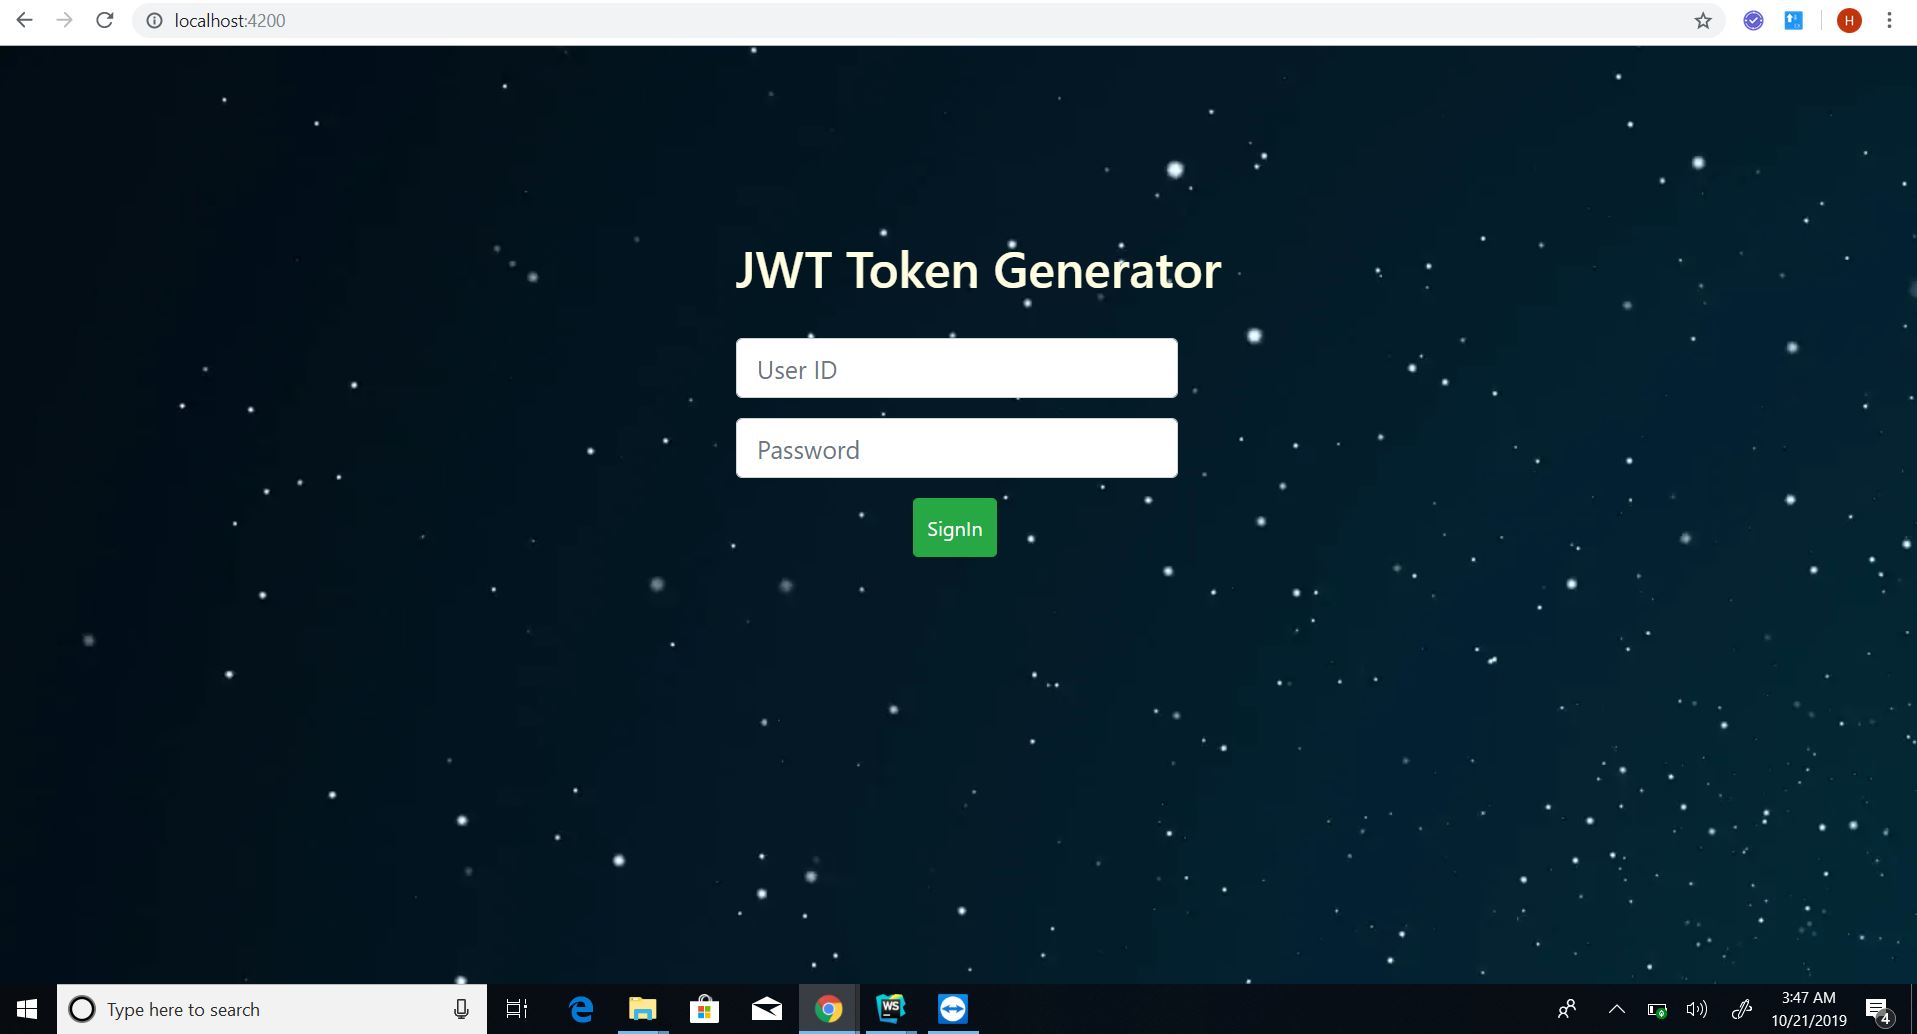 localhost:4200
H
JWT Token Generator
User ID
Password
SignIn
Type here to search
WS
3:47 AM
10/21/2019
4